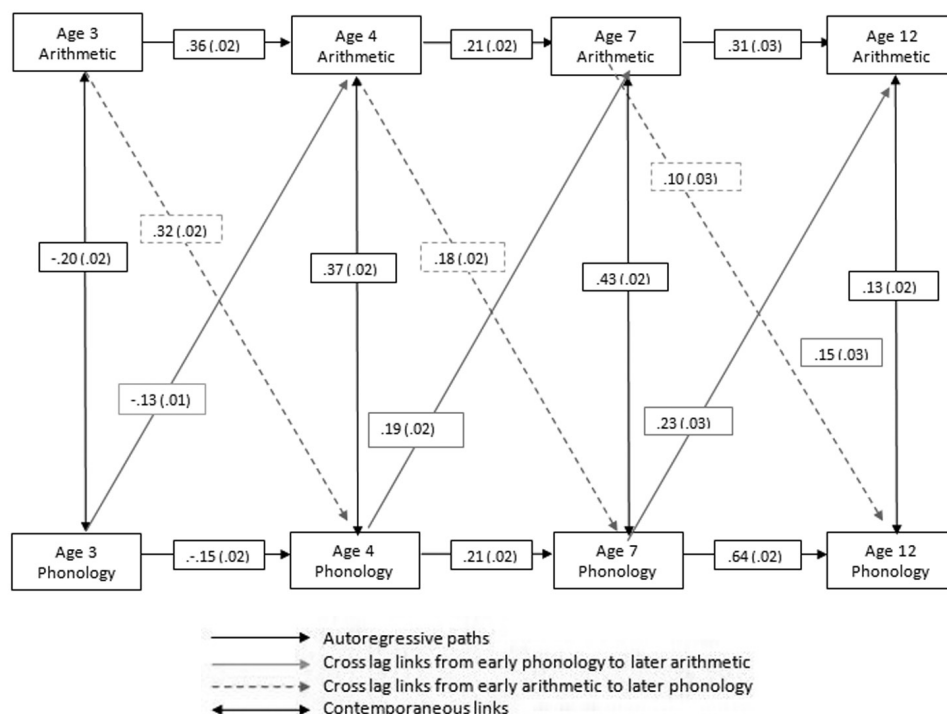 Age 3
Arithmetic
.36 (.02)
Age 4
Arithmetic
.21 (.02)
Age 7
Arithmetic
.31 (.03)
Age 12
Arithmetic
.32 (.02)
.10 (.03)
-.20 (.02)
.37 (.02)
.18 (.02)
.43 (.02)
.13 (.02)
.15 (.03)
-.13 (.01)
.19 (.02)
.23 (.03)
Age 3
Phonology
.-.15 (.02)
Age 4
Phonology
.21 (.02)
Age 7
Phonology
.64 (.02)
Age 12
Phonology
Autoregressive paths
Cross lag links from early phonology to later arithmetic
Cross lag links from early arithmetic to later phonology
Contemporaneous links